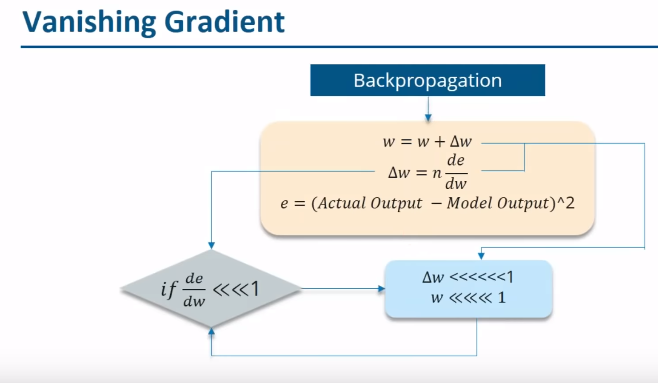 Vanishing Gradient
Backpropagation
w = w + Δw
Δw = n de/dw
e = (Actual Output − Model Output)^2
if de/dw ⋘1
Δw <<<<<<1
w ⋘⋘ 1